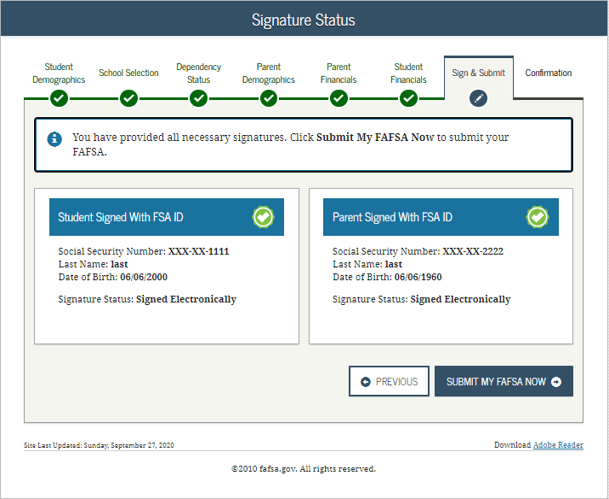 Signature Status
Student Demographics
School Selection
Dependency Status
Parent Demographics
Parent Financials
Student Financials
Sign & Submit
Confirmation
You have provided all necessary signatures. Click Submit My FAFSA Now to submit your
FAFSA.
Student Signed With FSA ID
Social Security Number: XXX-XX-1111
Last Name: last
Date of Birth: 06/06/2000
Signature Status: Signed Electronically
Parent Signed With FSA ID
Social Security Number: XXX-XX-2222
Last Name: last
Date of Birth: 06/06/1960
Signature Status: Signed Electronically
PREVIOUS
SUBMIT MY FAFSA NOW
Site Last Updated: Sunday, September 27, 2020
Download Adobe Reader
©2010 fafsa.gov. All rights reserved.